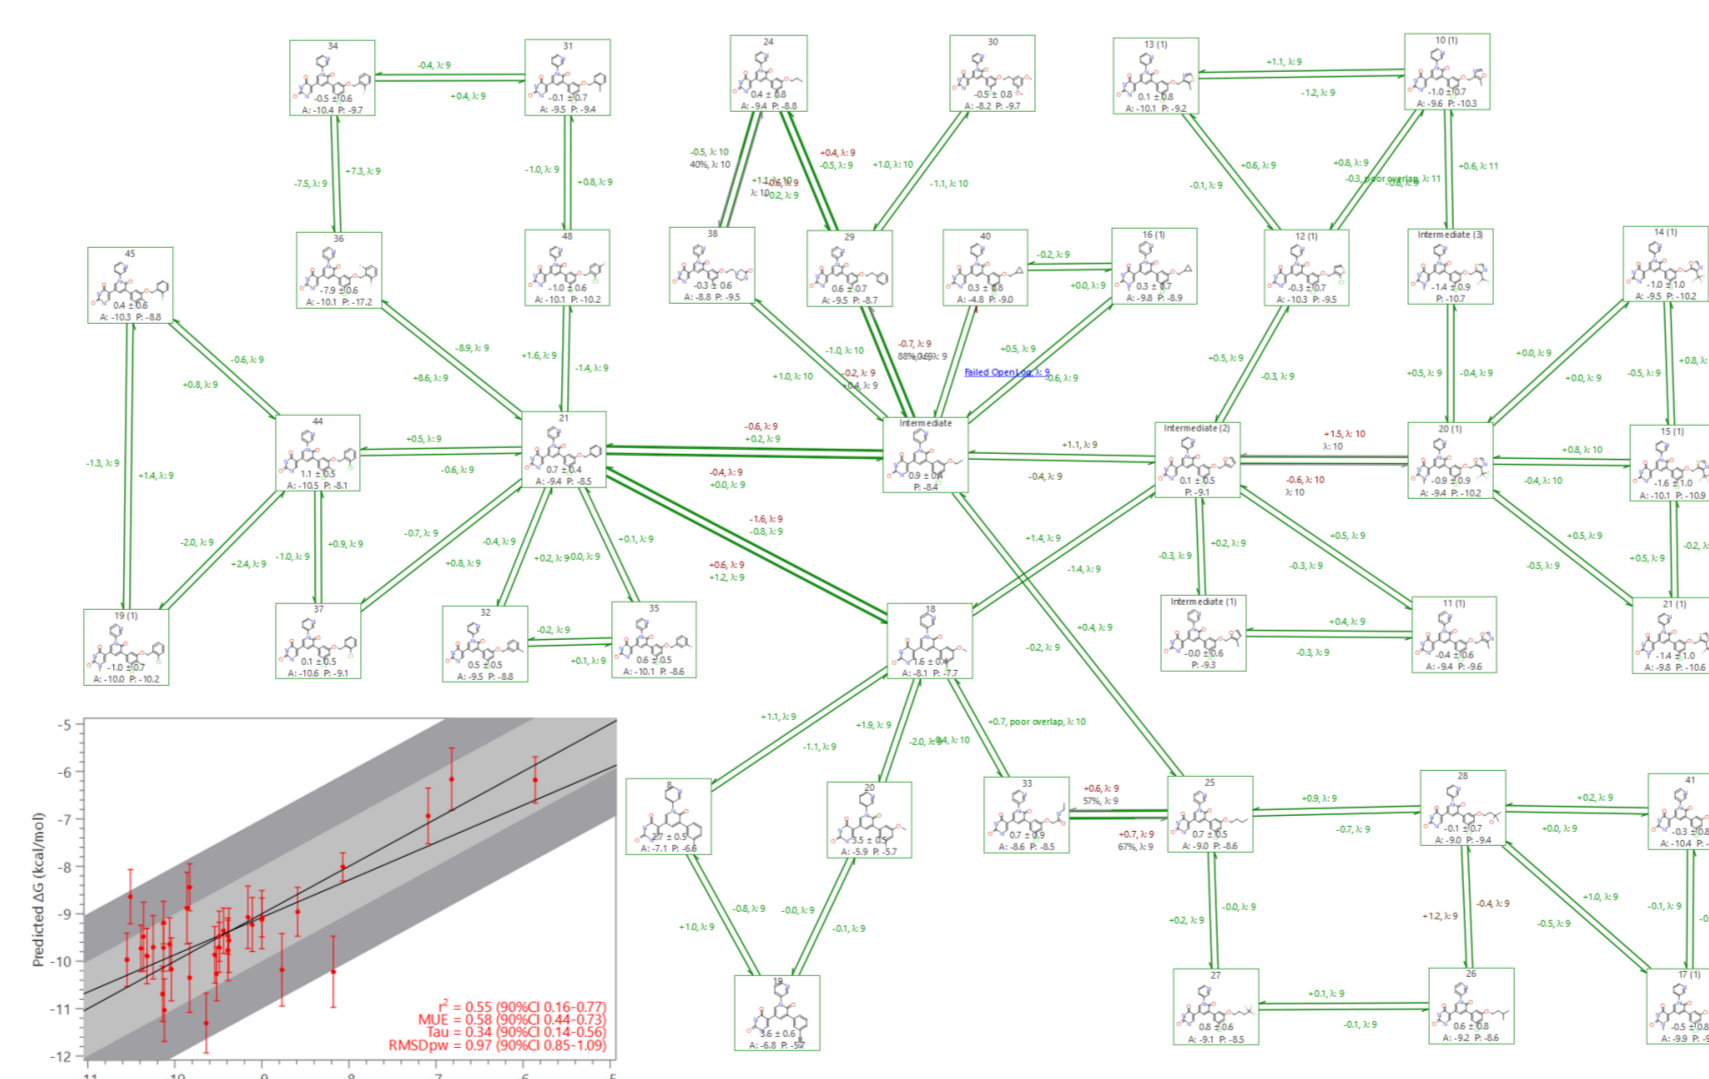 34
-0.5 ± 0.6
A: -10.4 P: -9.7
-0.4, λ: 9
+0.4, λ: 9
31
-0.1 ± 0.7
A: -9.5 P: -9.4
24
0.4 ± 0.8
A: -9.4 P: -8.8
30
-0.5 ± 0.8
A: -8.2 P: -9.7
13 (1)
0.1 ± 0.8
A: -10.1 P: -9.2
+1.1, λ: 9
-1.2, λ: 9
10 (1)
-1.0 ± 0.7
A: -9.6 P: -10.3
-7.5, λ: 9
+7.3, λ: 9
-1.0, λ: 9
+0.8, λ: 9
-0.5, λ: 10
40%, λ: 10
+0.4, λ: 9
-0.5, λ: 9
+1.0, λ: 10
-1.1, λ: 10
+0.6, λ: 9
-0.1, λ: 9
+0.8, λ: 9
-0.3, poor overlap, λ: 11
+0.6, λ: 11
45
0.4 ± 0.6
A: -10.3 P: -8.8
36
-7.9 ± 0.6
A: -10.1 P: -17.2
48
-1.0 ± 0.6
A: -10.1 P: -10.2
38
-0.3 ± 0.6
A: -8.8 P: -9.5
29
0.6 ± 0.7
A: -9.5 P: -8.7
40
A: -4.8 P: -9.0
-0.2, λ: 9
+0.0, λ: 9
16 (1)
0.3 ± 0.7
A: -9.8 P: -8.9
12 (1)
-0.3 ± 0.7
A: -10.3 P: -9.5
Intermediate (3)
-1.4 ± 0.9
P: -10.7
14 (1)
-1.0 ± 1.0
A: -9.5 P: -10.2
-0.6, λ: 9
+0.8, λ: 9
-8.9, λ: 9
+8.6, λ: 9
+1.6, λ: 9
-1.4, λ: 9
-1.0, λ: 10
+1.0, λ: 10
-0.7, λ: 9
-0.2, λ: 9
+0.4, λ: 9
+0.5, λ: 9
Failed Open Log, λ: 9
+0.5, λ: 9
-0.3, λ: 9
+0.5, λ: 9
-0.4, λ: 9
+0.0, λ: 9
+0.0, λ: 9
-0.5, λ: 9
+0.8, λ:
-1.3, λ: 9
+1.4, λ: 9
44
1.1 ± 0.5
A: -10.5 P: -8.1
+0.5, λ: 9
-0.6, λ: 9
21
0.7 ± 0.4
A: -9.4 P: -8.5
-0.6, λ: 9
+0.2, λ: 9
-0.4, λ: 9
+0.0, λ: 9
Intermediate
P: -8.4
+1.1, λ: 9
-0.4, λ: 9
Intermediate (2)
0.1 ± 0.5
P: -9.1
+1.5, λ: 10
λ: 10
-0.6, λ: 10
λ: 10
20 (1)
-0.9 ± 0.9
A: -9.4 P: -10.2
+0.8, λ: 10
-0.4, λ: 10
15 (1)
-1.6 ± 1.0
A: -10.1 P: -10.9
-2.0, λ: 9
+2.4, λ: 9
-1.0, λ: 9
+0.9, λ: 9
-0.7, λ: 9
+0.8, λ: 9
-0.4, λ: 9
+0.2, λ: 9
+0.1, λ: 9
-1.6, λ: 9
-0.8, λ: 9
+0.6, λ: 9
+1.2, λ: 9
+1.4, λ: 9
-1.4, λ: 9
-0.3, λ: 9
+0.2, λ: 9
+0.5, λ: 9
-0.3, λ: 9
+0.5, λ: 9
-0.5, λ: 9
+0.5, λ: 9
-0.2, λ:
19 (1)
-1.0 ± 0.7
A: -10.0 P: -10.2
37
0.1 ± 0.5
A: -10.6 P: -9.1
32
0.5 ± 0.5
A: -9.5 P: -8.8
-0.2, λ: 9
+0.1, λ: 9
35
0.6 ± 0.5
A: -10.1 P: -8.6
18
A: -8.1 P: -7.7
+0.4, λ: 9
-0.2, λ: 9
Intermediate (1)
-0.0 ± 0.6
P: -9.3
+0.4, λ: 9
-0.3, λ: 9
11 (1)
-0.4 ± 0.6
A: -9.4 P: -9.6
21 (1)
-1.4 ± 1.0
A: -9.8 P: -10.6
+1.1, λ: 9
-1.1, λ: 9
+1.9, λ: 9
+0.7, poor overlap, λ: 10
8
A: -7.1 P: -6.6
20
A: -5.9 P: -5.7
33
0.7 ± 0.9
A: -8.6 P: -8.5
+0.6, λ: 9
57%, λ: 9
+0.7, λ: 9
67%, λ: 9
25
0.7 ± 0.5
A: -9.0 P: -8.6
+0.9, λ: 9
-0.7, λ: 9
28
-0.1 ± 0.7
A: -9.0 P: -9.4
+0.2, λ: 9
+0.0, λ: 9
41
-0.3 ± 0.8
A: -10.4 P: -
-0.8, λ: 9
+1.0, λ: 9
-0.0, λ: 9
-0.1, λ: 9
+0.2, λ: 9
-0.0, λ: 9
+1.2, λ: 9
-0.4, λ: 9
+1.0, λ: 9
-0.5, λ: 9
-0.1, λ: 9
19
3.6 ± 0.6
27
0.8 ± 0.6
A: -9.1 P: -8.5
+0.1, λ: 9
-0.1, λ: 9
26
0.6 ± 0.8
A: -9.2 P: -8.6
17 (1)
-0.5 ± 0.8
A: -9.9 P: -9
Predicted ΔG (kcal/mol)
-5
-6
-7
-8
-9
-10
-11
-12
r² = 0.55 (90%CI 0.16-0.77)
MUE = 0.58 (90%CI 0.44-0.73)
Tau = 0.34 (90%CI 0.14-0.56)
RMSDpw = 0.97 (90%CI 0.85-1.09)